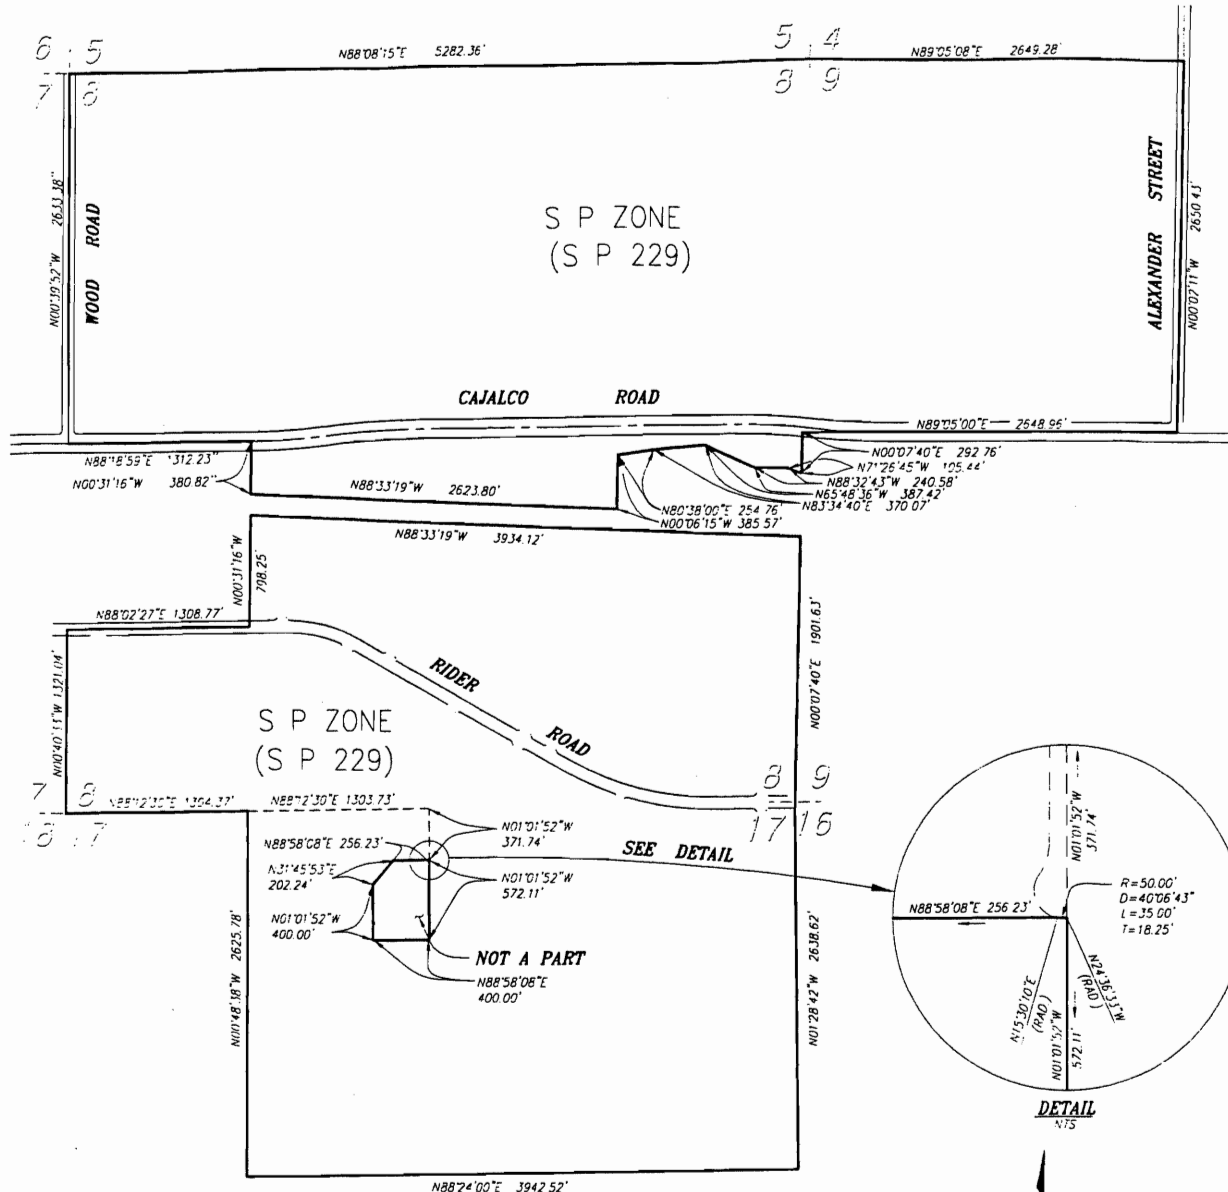 6 5
7 8
N88°08'15"E 5282.36'
5 4
8 9
N89°05'08"E 2649.28'
N00°39'52"W 2633.38"
WOOD ROAD
S P ZONE
(S P 229)
ALEXANDER STREET
N00°02'11"W 2650.43'
CAJALCO ROAD
N89°05'00"E 2648.96'
N88°18'59"E 1312.23"
N00°31'16"W 380.82"
N88°33'19"W 2623.80'
N00°07'40"E 292.76'
N71°26'45"W 105.44'
N88°32'43"W 240.58'
N65°48'36"W 387.42'
N83°34'40"E 370.07'
N80°38'00"E 254.76'
N00°06'15"W 385.57'
N88°33'19"W 3934.12'
N00°31'16"W
798.25'
N88°02'27"E 1308.77'
N00°40'33"W 1321.04'
RIDER ROAD
N00°07'40"E 1901.63'
S P ZONE
(S P 229)
7 8
18 17
N88°12'30"E 1304.37'
N88°12'30"E 1303.73'
8 9
17 16
N01°01'52"W
371.74'
N88°58'08"E 256.23'
N31°45'53"E
202.24'
N01°01'52"W
572.11'
N01°01'52"W
400.00'
NOT A PART
N88°58'08"E
400.00'
SEE DETAIL
N00°48'38"W 2625.78'
N01°28'42"W 2638.62'
N88°24'00"E 3942.52'
N01°01'52"W
371.74'
N88°58'08"E 256.23'
R=50.00'
D=40°06'43"
L=35.00'
T=18.25'
N15°30'10"E
(RAD)
N24°36'33"W
(RAD)
N01°01'52"W
572.11'
DETAIL
NTS